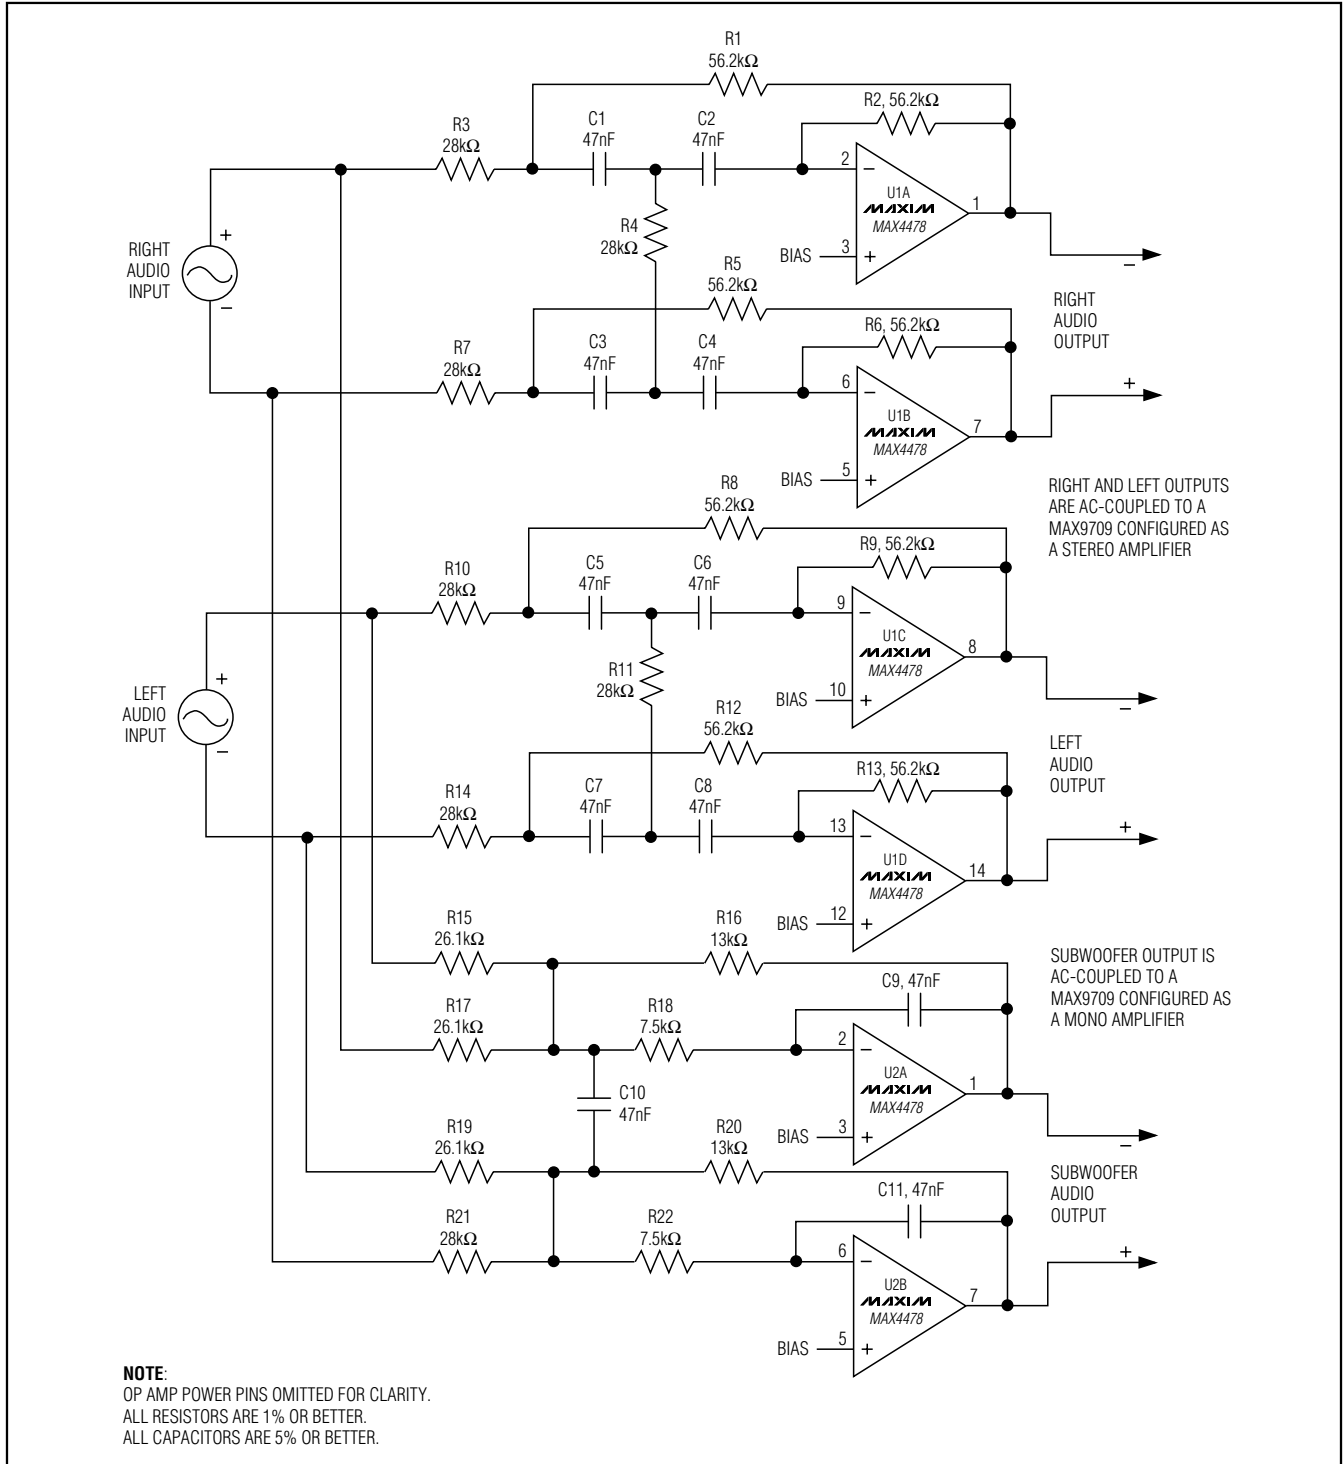 R1
56.2kΩ
R2, 56.2kΩ
R3
28kΩ
C1
47nF
C2
47nF
2
−
U1A
MAXIM
MAX4478
1
R4
28kΩ
BIAS
3
+
−
RIGHT
AUDIO
INPUT
+
−
R5
56.2kΩ
RIGHT
AUDIO
OUTPUT
R6, 56.2kΩ
R7
28kΩ
C3
47nF
C4
47nF
6
−
U1B
MAXIM
MAX4478
7
+
BIAS
5
+
RIGHT AND LEFT OUTPUTS
ARE AC-COUPLED TO A
MAX9709 CONFIGURED AS
A STEREO AMPLIFIER
R8
56.2kΩ
R9, 56.2kΩ
R10
28kΩ
C5
47nF
C6
47nF
9
−
U1C
MAXIM
MAX4478
8
R11
28kΩ
BIAS
10
+
−
LEFT
AUDIO
INPUT
+
−
R12
56.2kΩ
LEFT
AUDIO
OUTPUT
R13, 56.2kΩ
R14
28kΩ
C7
47nF
C8
47nF
13
−
U1D
MAXIM
MAX4478
14
+
BIAS
12
+
R15
26.1kΩ
R16
13kΩ
SUBWOOFER OUTPUT IS
AC-COUPLED TO A
MAX9709 CONFIGURED AS
A MONO AMPLIFIER
C9, 47nF
R17
26.1kΩ
R18
7.5kΩ
2
−
U2A
MAXIM
MAX4478
1
C10
47nF
BIAS
3
+
−
R19
26.1kΩ
R20
13kΩ
SUBWOOFER
AUDIO
OUTPUT
C11, 47nF
R21
28kΩ
R22
7.5kΩ
6
−
U2B
MAXIM
MAX4478
7
+
BIAS
5
+
NOTE:
OP AMP POWER PINS OMITTED FOR CLARITY.
ALL RESISTORS ARE 1% OR BETTER.
ALL CAPACITORS ARE 5% OR BETTER.